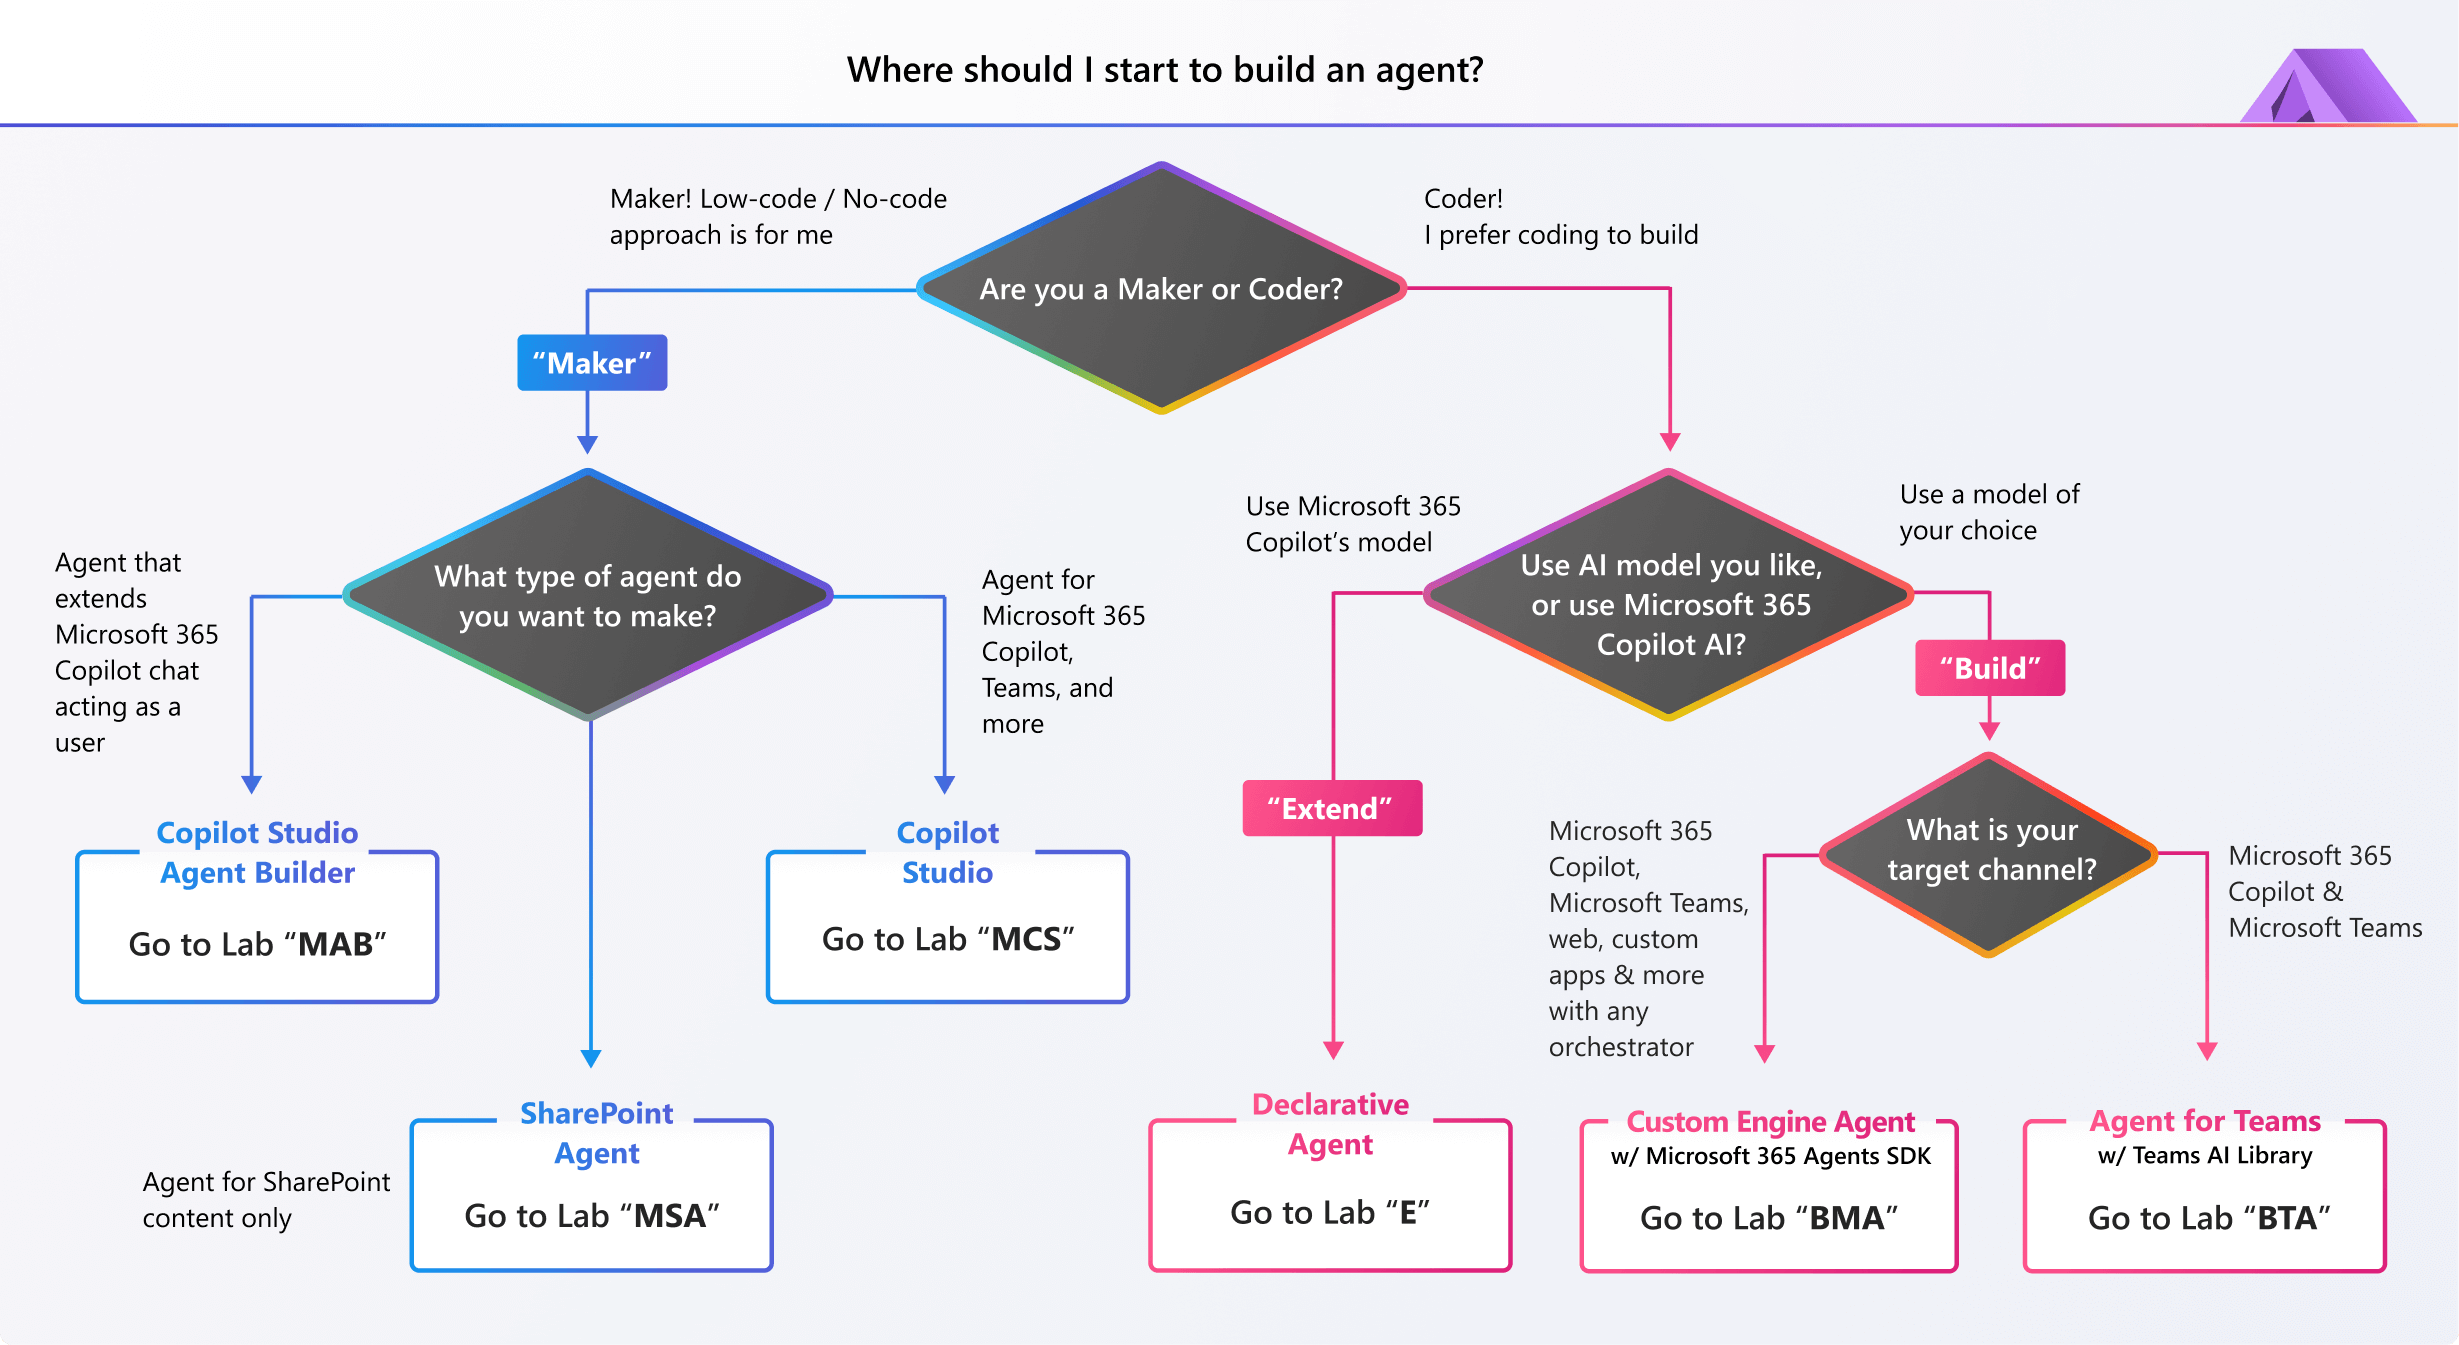 Where should I start to build an agent?
Maker! Low-code / No-code
approach is for me
Are you a Maker or Coder?
Coder!
I prefer coding to build
“Maker”
Agent that
extends
Microsoft 365
Copilot chat
acting as a
user
What type of agent do
you want to make?
Agent for
Microsoft 365
Copilot,
Teams, and
more
Use Microsoft 365
Copilot’s model
Use AI model you like,
or use Microsoft 365
Copilot AI?
Use a model of
your choice
“Build”
“Extend”
Copilot Studio
Agent Builder
Go to Lab “MAB”
Copilot
Studio
Go to Lab “MCS”
Microsoft 365
Copilot,
Microsoft Teams,
web, custom
apps & more
with any
orchestrator
What is your
target channel?
Microsoft 365
Copilot &
Microsoft Teams
Agent for SharePoint
content only
SharePoint
Agent
Go to Lab “MSA”
Declarative
Agent
Go to Lab “E”
Custom Engine Agent
w/ Microsoft 365 Agents SDK
Go to Lab “BMA”
Agent for Teams
w/ Teams AI Library
Go to Lab “BTA”